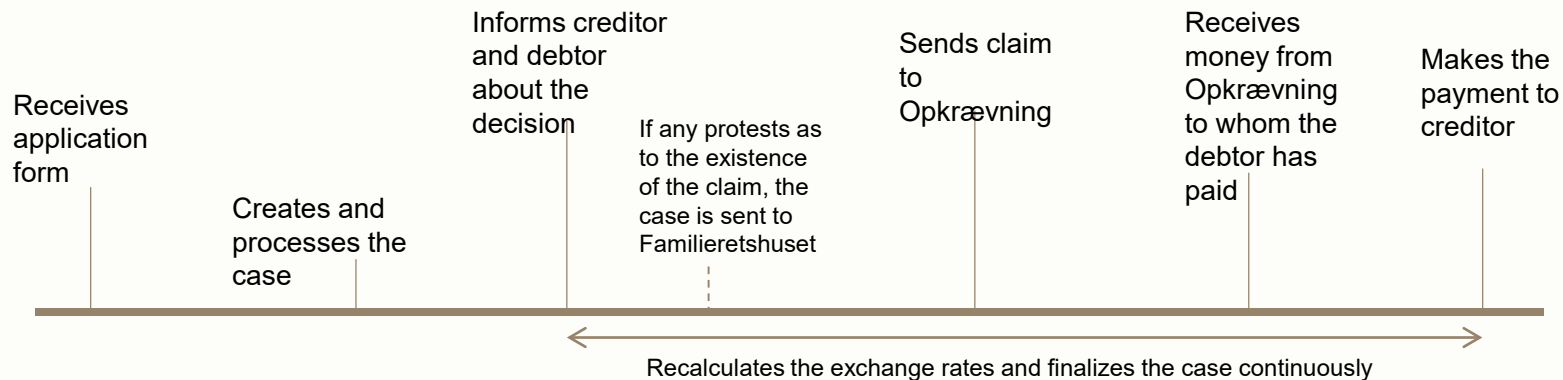 Receives
application
form
Creates and
processes the
case
Informs creditor
and debtor
about the
decision
If any protests as
to the existence
of the claim, the
case is sent to
Familieretshuset
Sends claim
to
Opkrævning
Receives
money from
Opkrævning
to whom the
debtor has
paid
Makes the
payment to
creditor
Recalculates the exchange rates and finalizes the case continuously